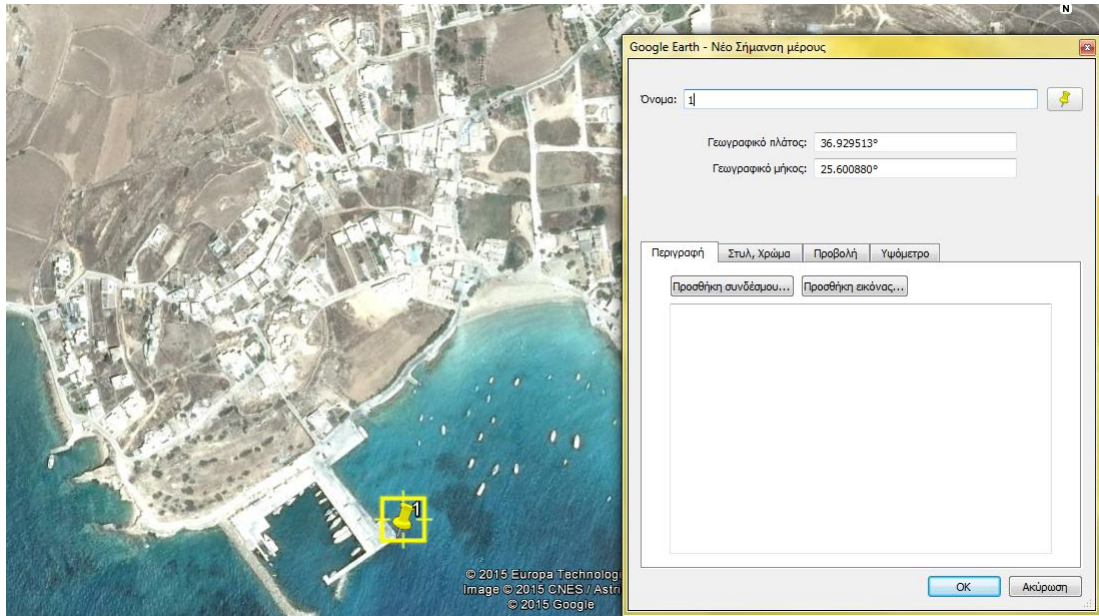 N
Google Earth - Νέο Σήμανση μέρους
Όνομα: 1
Γεωγραφικό πλάτος: 36.929513°
Γεωγραφικό μήκος: 25.600880°
Περιγραφή Στυλ, Χρώμα Προβολή Υψόμετρο
Προσθήκη συνδέσμου... Προσθήκη εικόνας...
1
© 2015 Europa Technologi
Image © 2015 CNES / Astri
© 2015 Google
OK Ακύρωση